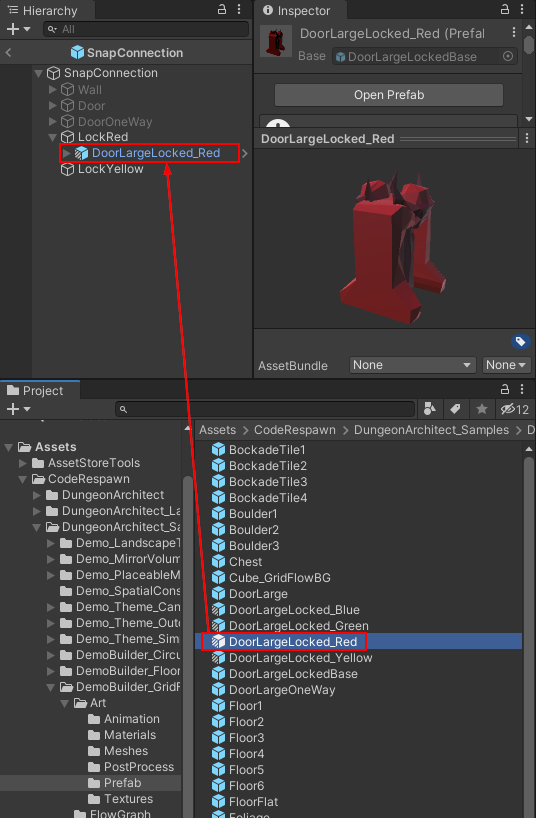 Hierarchy
All
SnapConnection
SnapConnection
Wall
Door
DoorOneWay
LockRed
DoorLargeLocked_Red
LockYellow
Inspector
DoorLargeLocked_Red (Prefal
Base DoorLargeLockedBase
Open Prefab
DoorLargeLocked_Red
AssetBundle None None
Project
12
Assets
AssetStoreTools
CodeRespawn
DungeonArchitect
DungeonArchitect_La
DungeonArchitect_Sa
Demo_LandscapeT
Demo_MirrorVolum
Demo_PlaceableM
Demo_SpatialCons
Demo_Theme_Can
Demo_Theme_Outo
Demo_Theme_Sim
DemoBuilder_Circu
DemoBuilder_Floor
DemoBuilder_GridF
Art
Animation
Materials
Meshes
PostProcess
Prefab
Textures
FlowGraph
Assets > CodeRespawn > DungeonArchitect_Samples > D
BockadeTile1
BockadeTile2
BockadeTile3
BockadeTile4
Boulder1
Boulder2
Boulder3
Chest
Cube_GridFlowBG
DoorLarge
DoorLargeLocked_Blue
DoorLargeLocked_Green
DoorLargeLocked_Red
DoorLargeLocked_Yellow
DoorLargeLockedBase
DoorLargeOneWay
Floor1
Floor2
Floor3
Floor4
Floor5
Floor6
FloorFlat
Foliage